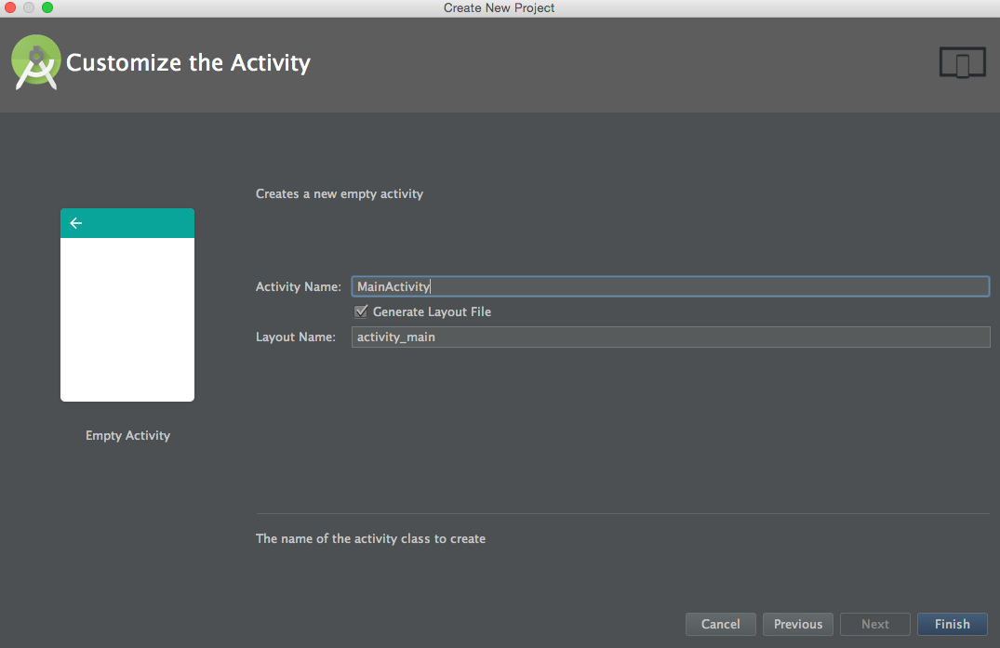 Create New Project
Customize the Activity
Creates a new empty activity
Activity Name: MainActivity
Generate Layout File
Layout Name: activity_main
Empty Activity
The name of the activity class to create
Cancel Previous Next Finish